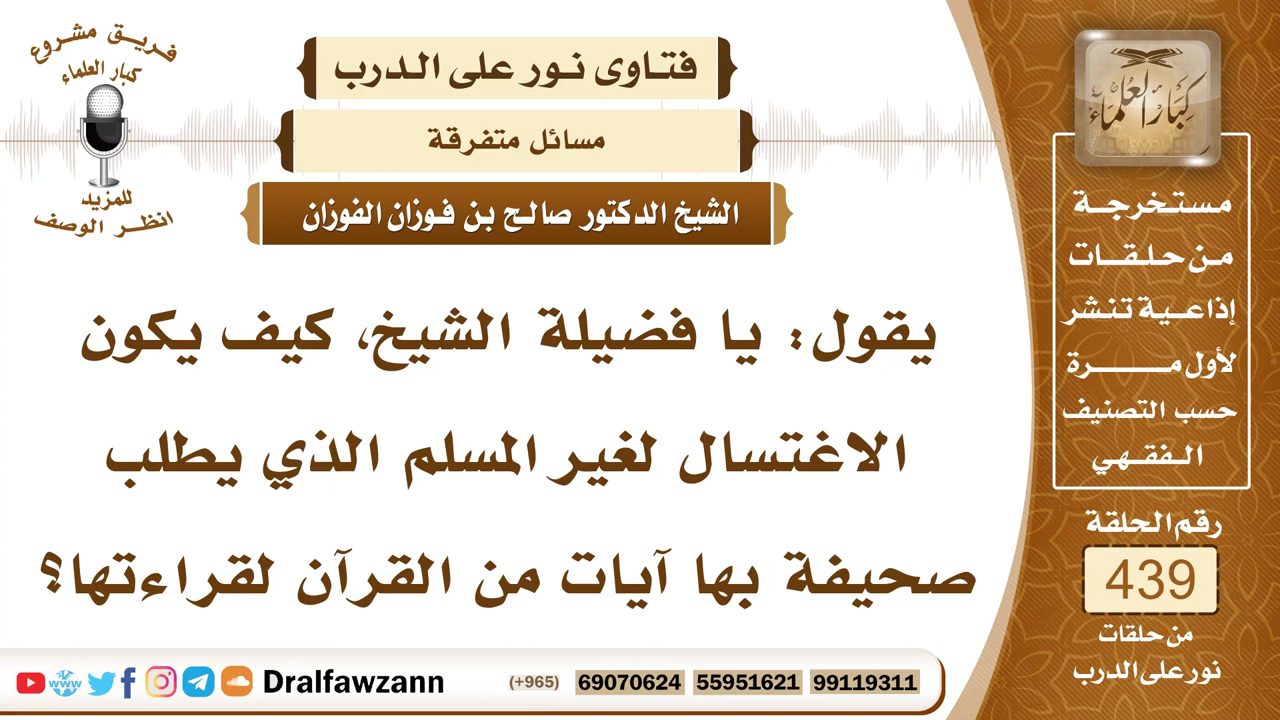 فريق مشروع
كبار العلماء
للمزيد
انظر الوصف
فتاوى نور على الدرب
مسائل متفرقة
الشيخ الدكتور صالح بن فوزان الفوزان
يقول: يا فضيلة الشيخ، كيف يكون
الاغتسال لغير المسلم الذي يطلب
صحيفة بها آيات من القرآن لقراءتها؟
كبار العلماء
مستخرجة
من حلقات
إذاعية تنشر
لأول مرة
حسب التصنيف
الفقهي
رقم الحلقة
439
من حلقات
نور على الدرب
www Dralfawzann (+965) 69070624 55951621 99119311